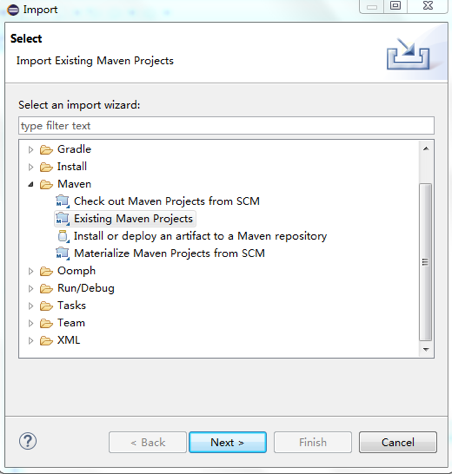 Import
Select
Import Existing Maven Projects
Select an import wizard:
type filter text
Gradle
Install
Maven
Check out Maven Projects from SCM
Existing Maven Projects
Install or deploy an artifact to a Maven repository
Materialize Maven Projects from SCM
Oomph
Run/Debug
Tasks
Team
XML
?
< Back
Next >
Finish
Cancel